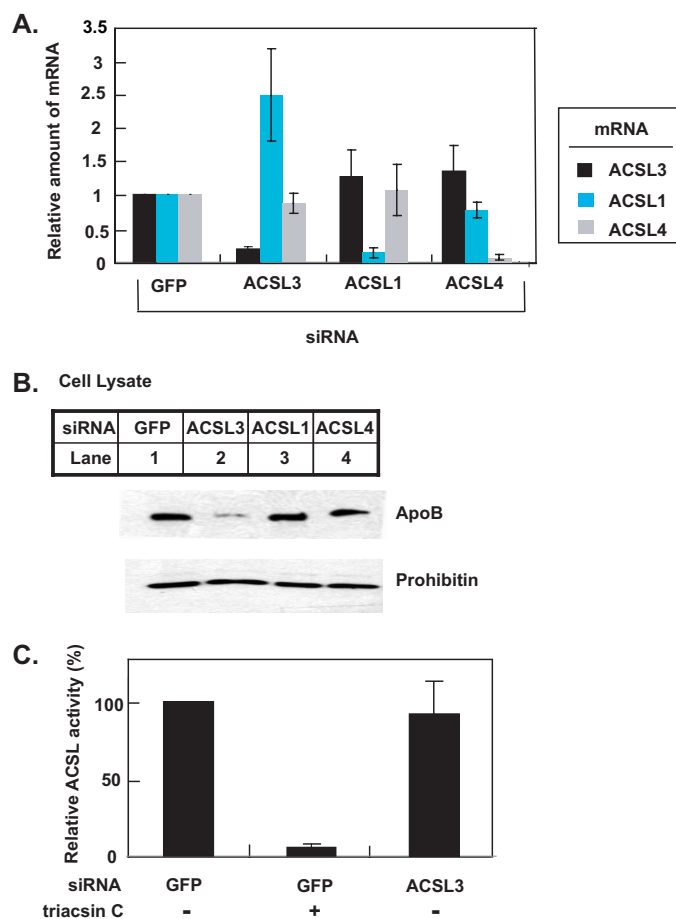 A.
Relative amount of mRNA
3.5
3
2.5
2
1.5
1
0.5
0
GFP ACSL3 ACSL1 ACSL4
siRNA
mRNA
ACSL3
ACSL1
ACSL4
B. Cell Lysate
siRNA GFP ACSL3 ACSL1 ACSL4
Lane 1 2 3 4
ApoB
Prohibitin
C.
Relative ACSL activity (%)
100
50
0
siRNA GFP GFP ACSL3
triacsin C - + -